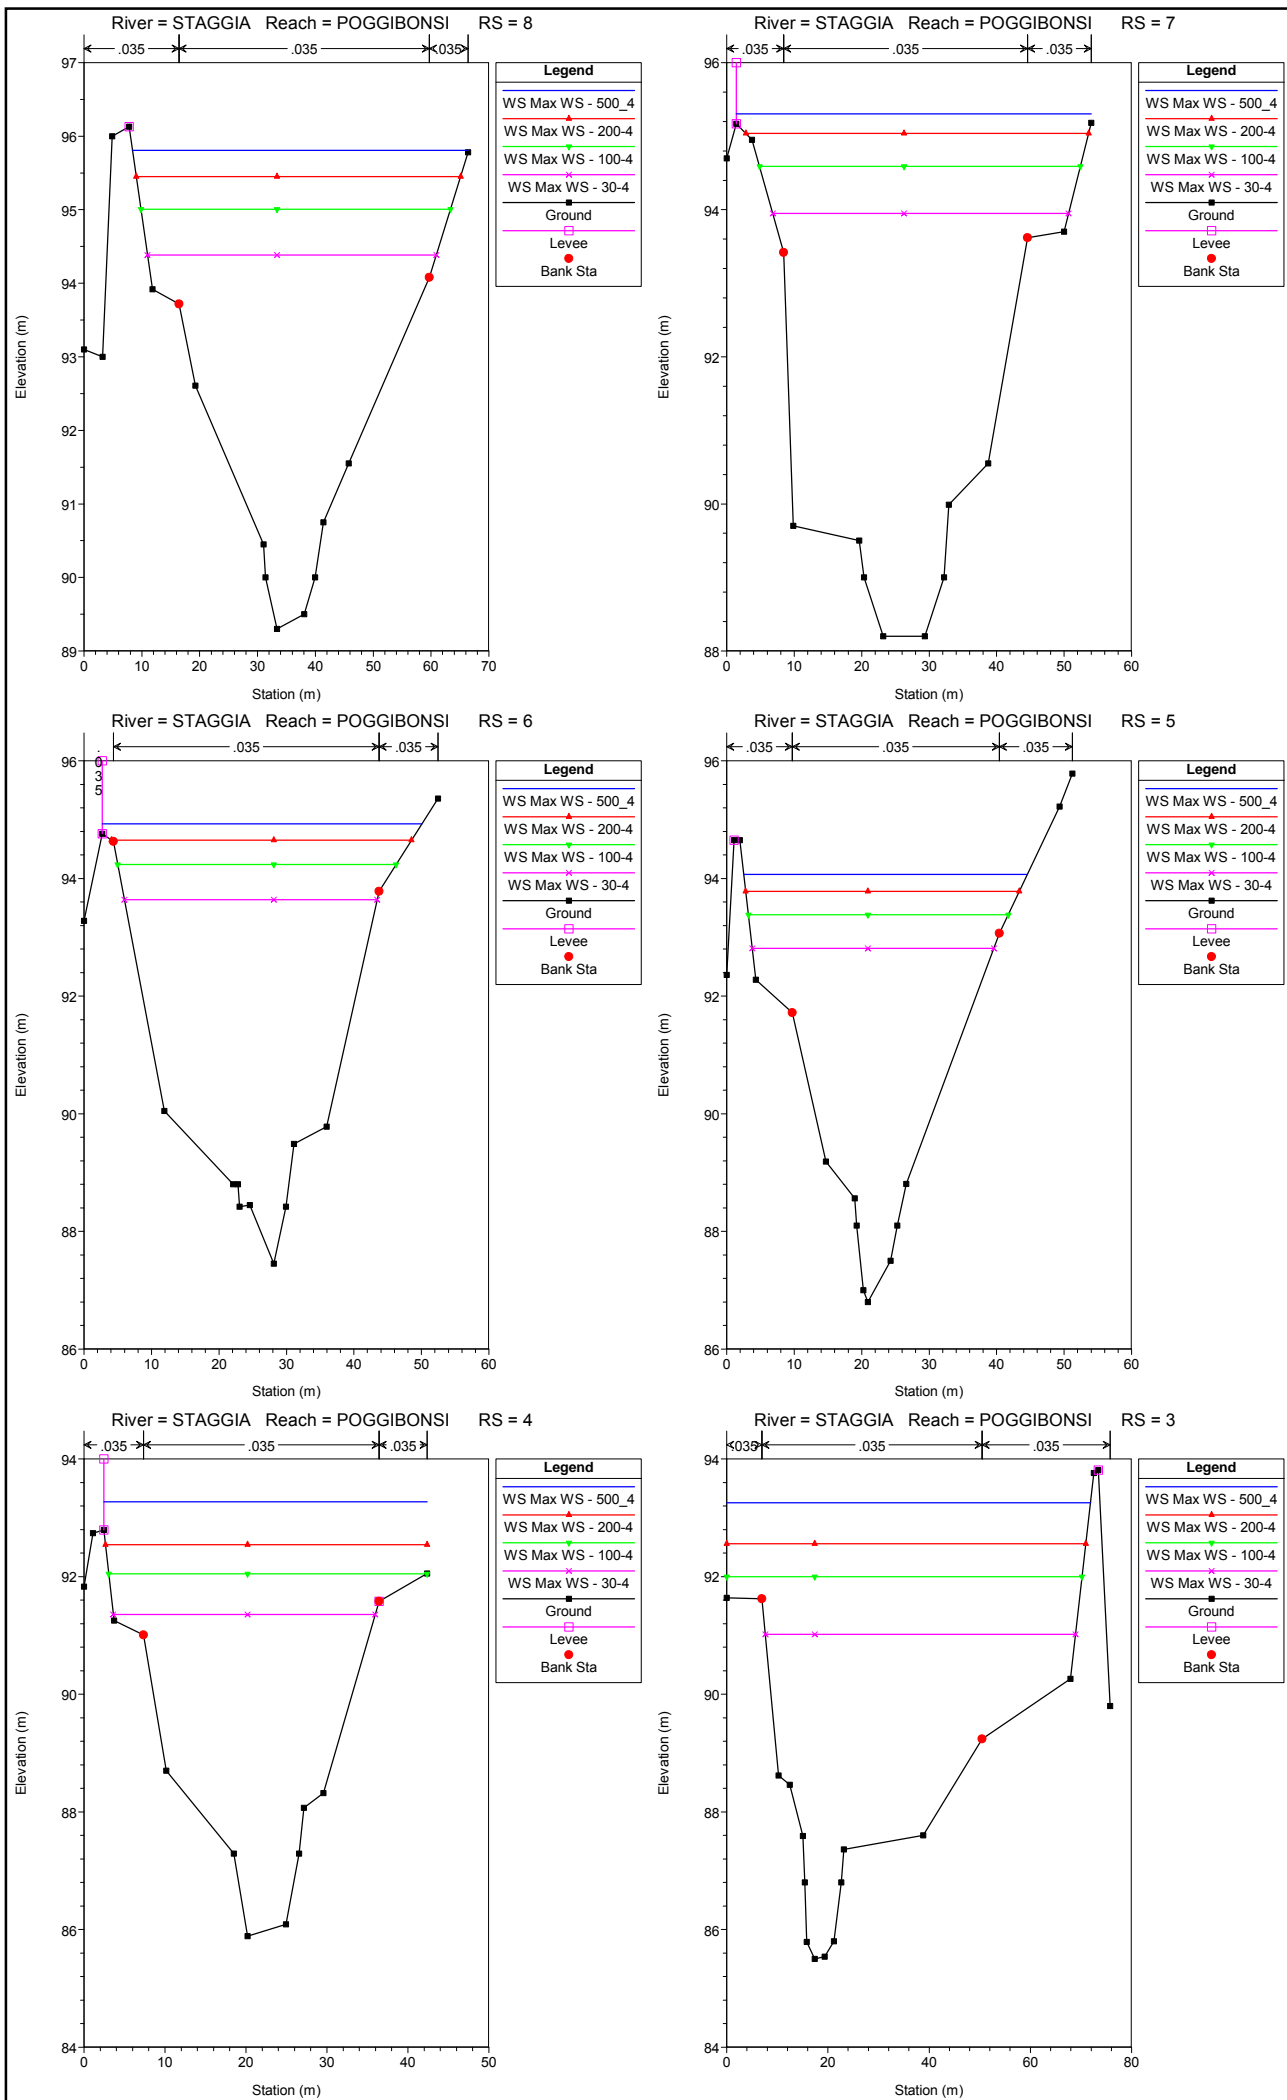 River = STAGGIA Reach = POGGIBONSI RS = 8
.035 .035 .035
Legend
WS Max WS - 500_4
WS Max WS - 200-4
WS Max WS - 100-4
WS Max WS - 30-4
Ground
Levee
Bank Sta
97
96
95
94
93
92
91
90
89
Elevation (m)
0 10 20 30 40 50 60 70
Station (m)
River = STAGGIA Reach = POGGIBONSI RS = 7
.035 .035 .035
Legend
WS Max WS - 500_4
WS Max WS - 200-4
WS Max WS - 100-4
WS Max WS - 30-4
Ground
Levee
Bank Sta
96
94
92
90
88
Elevation (m)
0 10 20 30 40 50 60
Station (m)
River = STAGGIA Reach = POGGIBONSI RS = 6
.035 .035 .035
Legend
WS Max WS - 500_4
WS Max WS - 200-4
WS Max WS - 100-4
WS Max WS - 30-4
Ground
Levee
Bank Sta
96
94
92
90
88
86
Elevation (m)
0 10 20 30 40 50 60
Station (m)
River = STAGGIA Reach = POGGIBONSI RS = 5
.035 .035 .035
Legend
WS Max WS - 500_4
WS Max WS - 200-4
WS Max WS - 100-4
WS Max WS - 30-4
Ground
Levee
Bank Sta
96
94
92
90
88
86
Elevation (m)
0 10 20 30 40 50 60
Station (m)
River = STAGGIA Reach = POGGIBONSI RS = 4
.035 .035 .035
Legend
WS Max WS - 500_4
WS Max WS - 200-4
WS Max WS - 100-4
WS Max WS - 30-4
Ground
Levee
Bank Sta
94
92
90
88
86
84
Elevation (m)
0 10 20 30 40 50
Station (m)
River = STAGGIA Reach = POGGIBONSI RS = 3
.035 .035 .035
Legend
WS Max WS - 500_4
WS Max WS - 200-4
WS Max WS - 100-4
WS Max WS - 30-4
Ground
Levee
Bank Sta
94
92
90
88
86
84
Elevation (m)
0 20 40 60 80
Station (m)